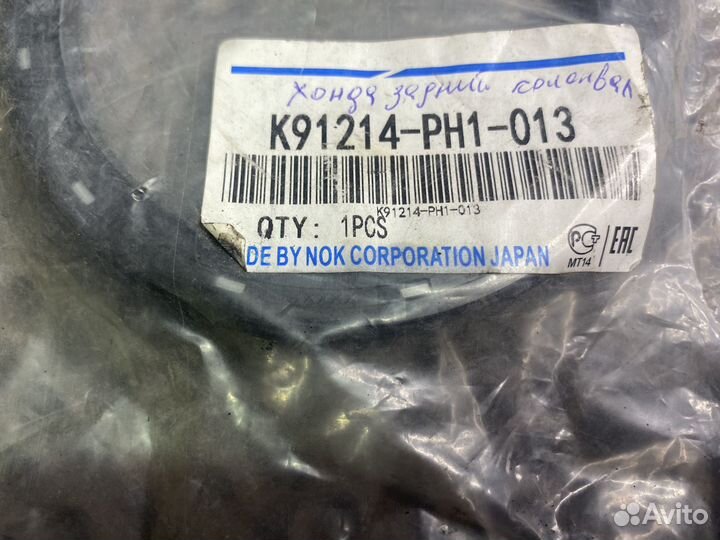 Хонда задний коленвал
K91214-PH1-013
K91214-PH1-013
QTY: 1PCS
DE BY NOK CORPORATION JAPAN
PCT
MT14
EAC
Avito